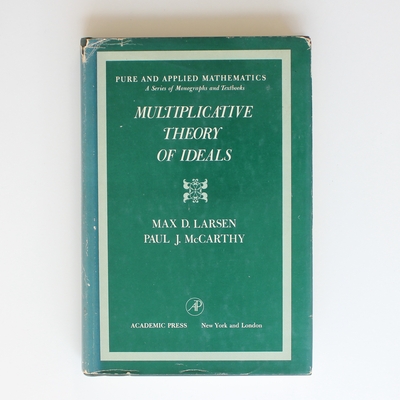 PURE AND APPLIED MATHEMATICS
A Series of Monographs and Textbooks
MULTIPLICATIVE
THEORY
OF IDEALS
MAX D. LARSEN
PAUL J. McCARTHY
AP
ACADEMIC PRESS New York and London